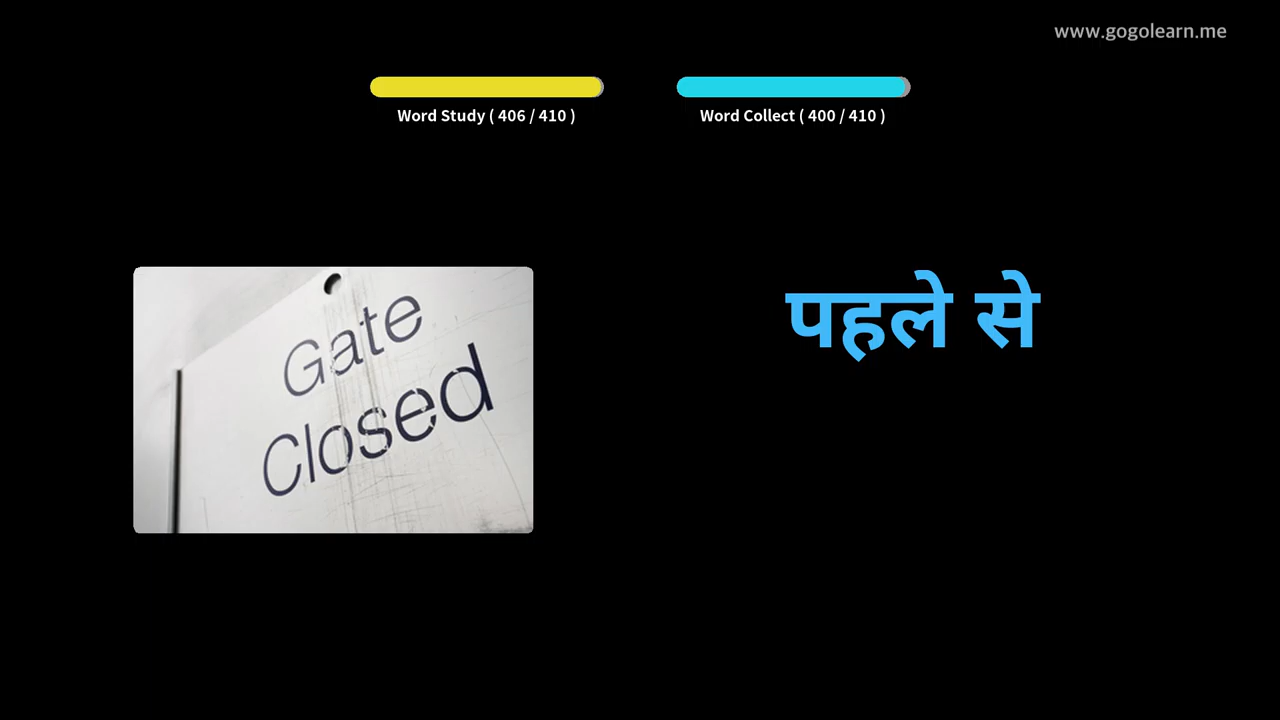 www.gogolearn.me
Word Study ( 406 / 410 )
Word Collect ( 400 / 410 )
Gate
Closed
पहले से